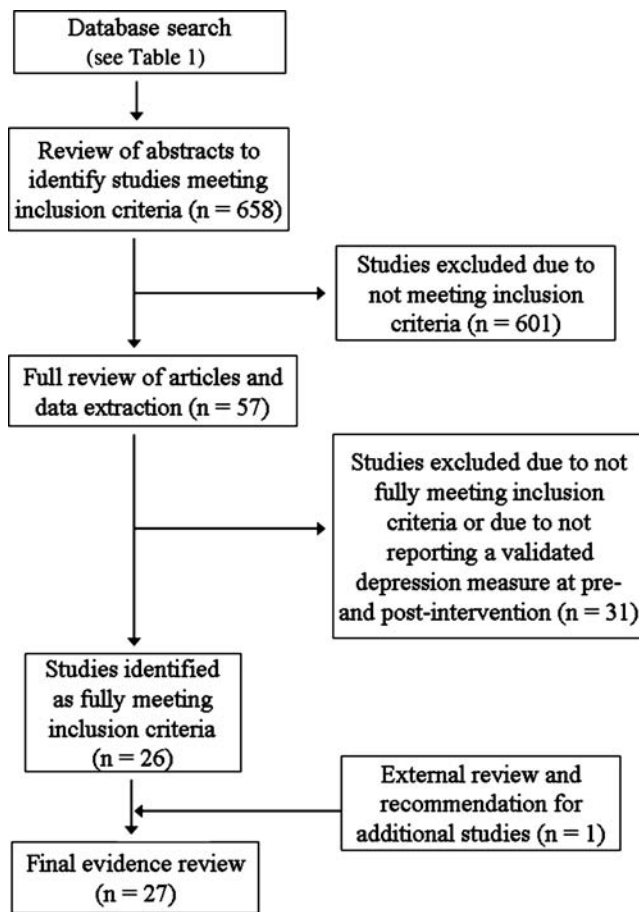 Database search
(see Table 1)
Review of abstracts to
identify studies meeting
inclusion criteria (n = 658)
Studies excluded due to
not meeting inclusion
criteria (n = 601)
Full review of articles and
data extraction (n = 57)
Studies excluded due to not
fully meeting inclusion
criteria or due to not
reporting a validated
depression measure at pre-
and post-intervention (n = 31)
Studies identified
as fully meeting
inclusion criteria
(n = 26)
External review and
recommendation for
additional studies (n = 1)
Final evidence review
(n = 27)